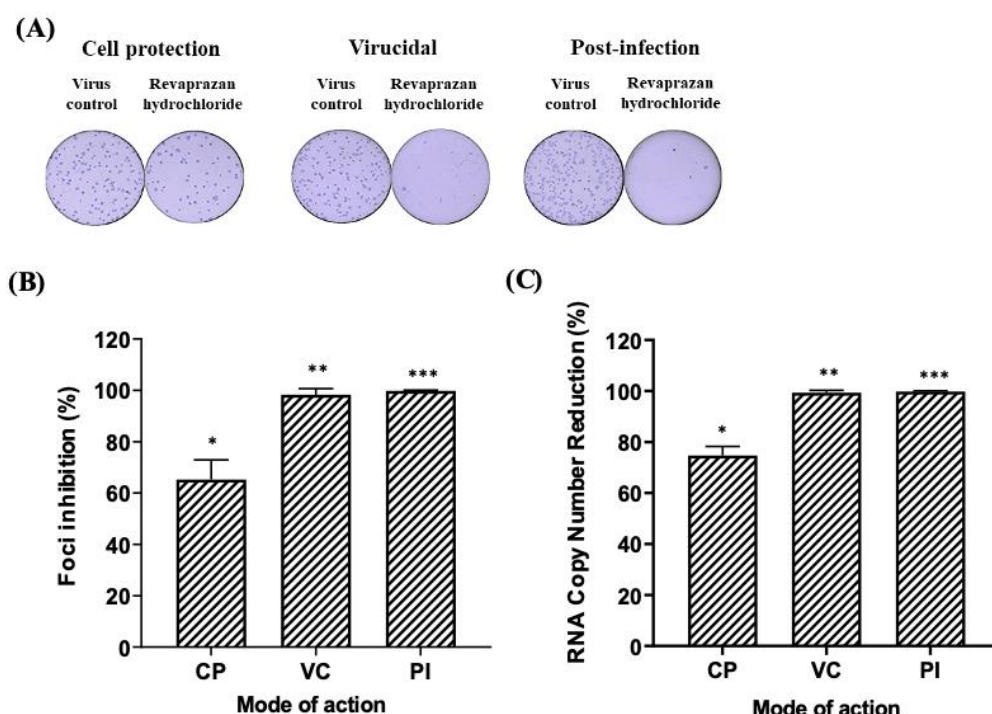 (A)
Cell protection
Virucidal
Post-infection
Virus control
Revaprazan hydrochloride
Virus control
Revaprazan hydrochloride
Virus control
Revaprazan hydrochloride
(B)
120
100
80
60
40
20
0
Foci inhibition (%)
*
**
***
CP VC PI
Mode of action
(C)
120
100
80
60
40
20
0
RNA Copy Number Reduction (%)
*
**
***
CP VC PI
Mode of action